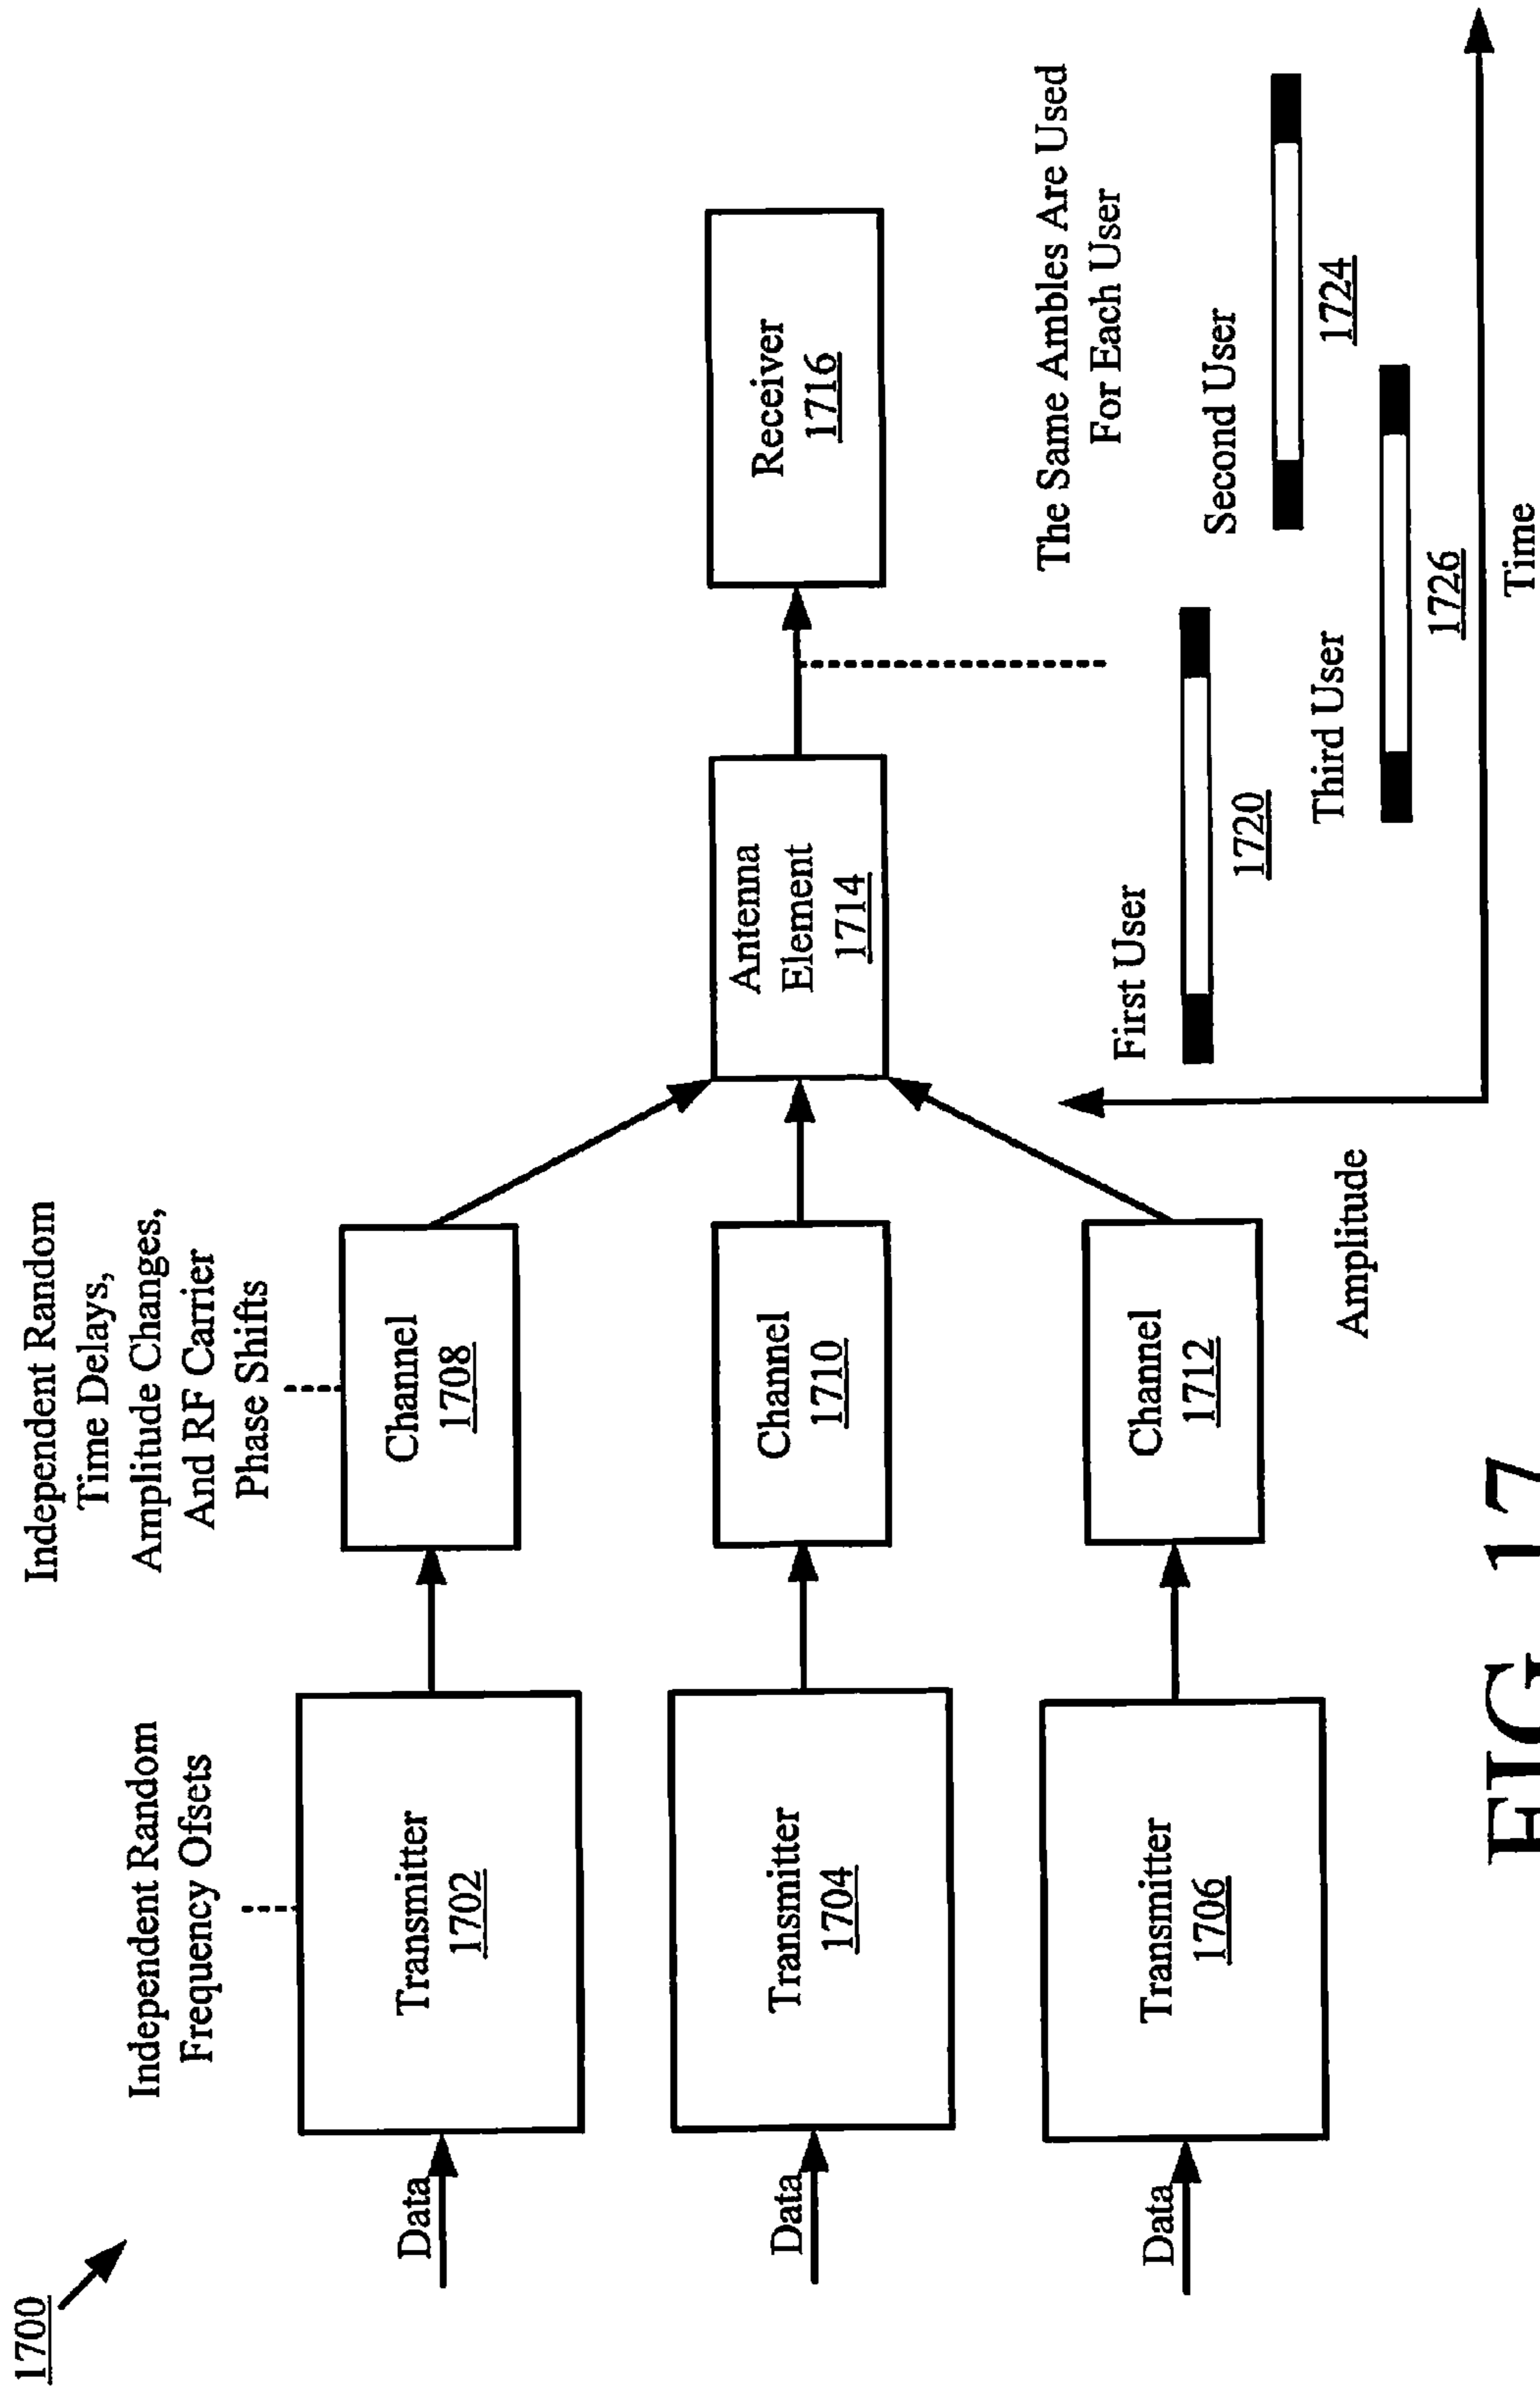 1700
Independent Random
Frequency Ofsets
Independent Random
Time Delays,
Amplitude Changes,
And RF Carrier
Phase Shifts
Data
Transmitter
1702
Channel
1708
Data
Transmitter
1704
Channel
1710
Antenna
Element
1714
Receiver
1716
Data
Transmitter
1706
Channel
1712
The Same Ambles Are Used
For Each User
First User
1720
Second User
1724
Third User
1726
Amplitude
Time
FIG 17